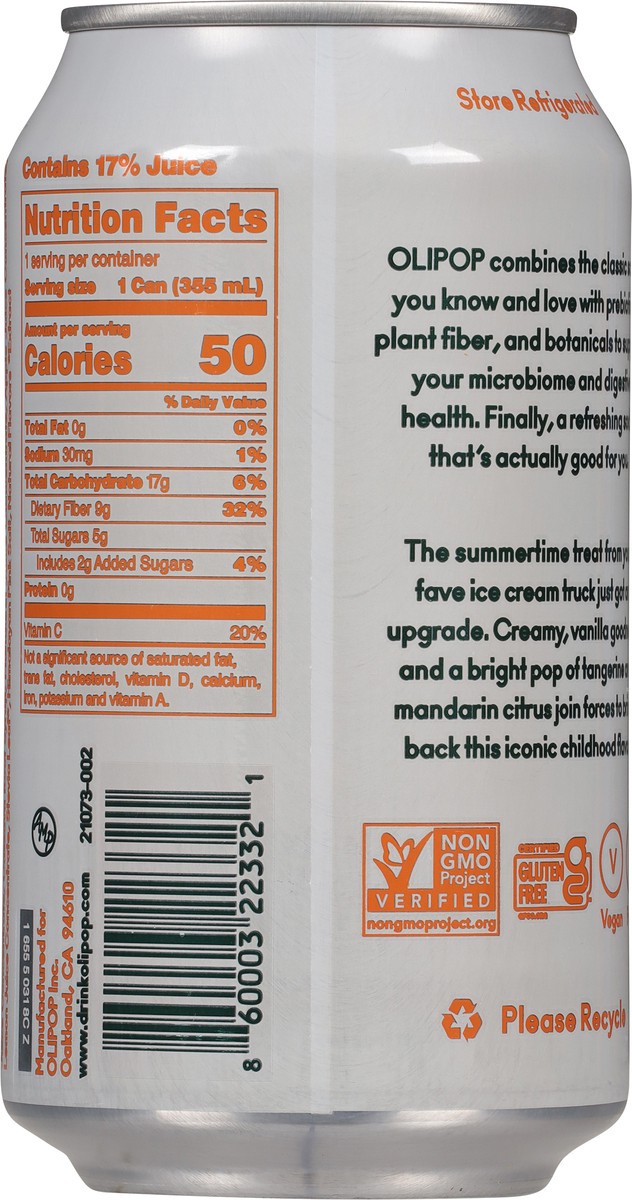 Store Refrigerated
Contains 17% Juice
Nutrition Facts
1 serving per container
Serving size 1 Can (355 mL)
Amount per serving
Calories 50
% Daily Value
Total Fat 0g 0%
Sodium 30mg 1%
Total Carbohydrate 17g 6%
Dietary Fiber 9g 32%
Total Sugars 5g
Includes 2g Added Sugars 4%
Protein 0g
Vitamin C 20%
Not a significant source of saturated fat,
trans fat, cholesterol, vitamin D, calcium,
iron, potassium and vitamin A.
OLIPOP combines the classic
you know and love with
plant fiber, and botanicals to
your microbiome and
health. Finally, a refreshing
that's actually good for
The summertime treat from
fave ice cream truck just got
upgrade. Creamy, vanilla
and a bright pop of tangerine
mandarin citrus join forces to
back this iconic childhood
AMP
21073-002
Manufactured for
OLIPOP Inc.
Oakland, CA 94610
www.drinkolipop.com
1 655 5 0318C 2
8 60003 22332 1
NON
GMO
Project
VERIFIED
nongmoproject.org
CERTIFIED
GLUTEN
FREE
V
Vegan
Please Recycle